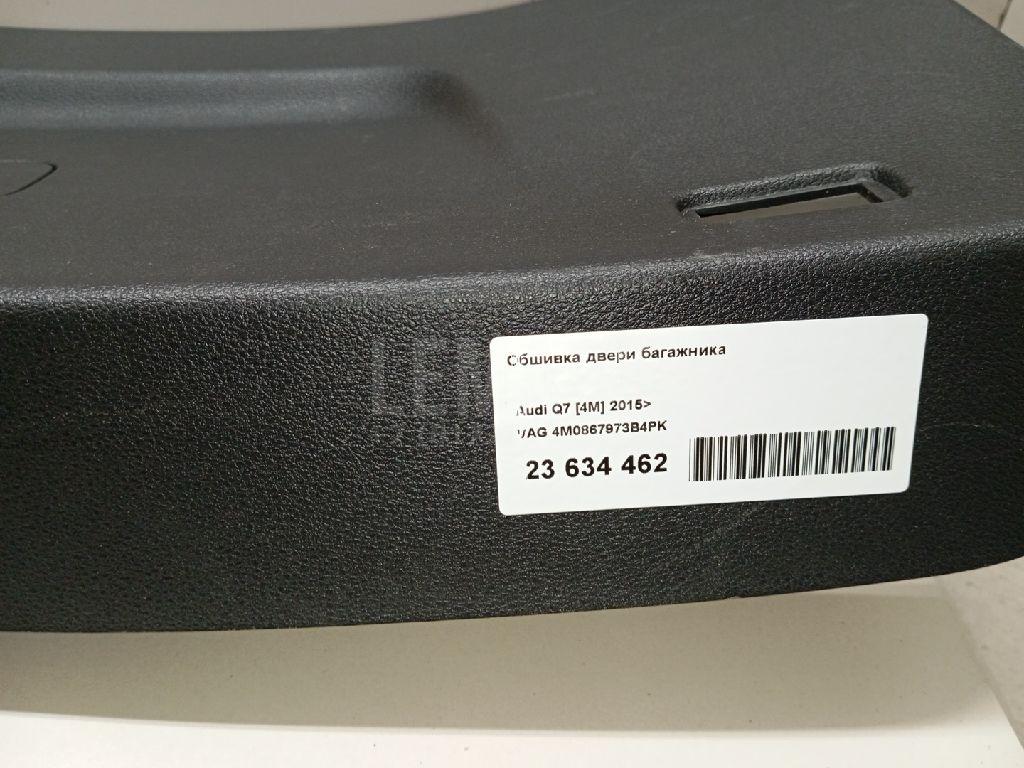 Обшивка двери багажника
Audi Q7 [4M] 2015>
VAG 4M0867973B4PK
23 634 462